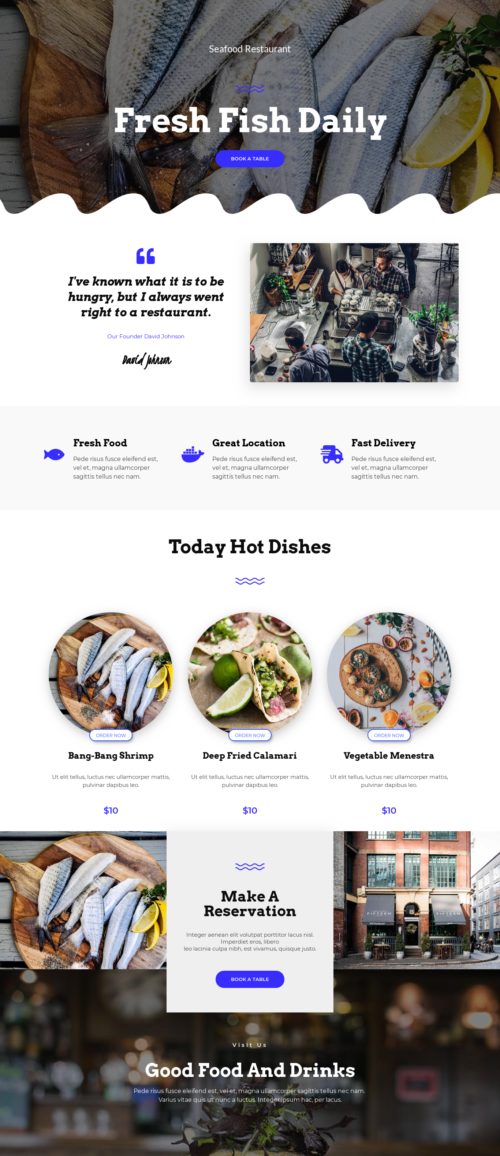 Seafood Restaurant
Fresh Fish Daily
BOOK A TABLE
I've known what it is to be
hungry, but I always went
right to a restaurant.
Our Founder David Johnson
David Johnson
Fresh Food
Pede risus fusce eleifend est,
vel et, magna ullamcorper
sagittis tellus nec nam.
Great Location
Pede risus fusce eleifend est,
vel et, magna ullamcorper
sagittis tellus nec nam.
Fast Delivery
Pede risus fusce eleifend est,
vel et, magna ullamcorper
sagittis tellus nec nam.
Today Hot Dishes
ORDER NOW
Bang-Bang Shrimp
Ut elit tellus, luctus nec ullamcorper mattis,
pulvinar dapibus leo.
$10
ORDER NOW
Deep Fried Calamari
Ut elit tellus, luctus nec ullamcorper mattis,
pulvinar dapibus leo.
$10
ORDER NOW
Vegetable Menestra
Ut elit tellus, luctus nec ullamcorper mattis,
pulvinar dapibus leo.
$10
Make A
Reservation
Integer aenean elit volutpat porttitor lacus nisl.
Imperdiet eros, libero
leo lacinia culpa nibh, est vivamus, quisque justo.
BOOK A TABLE
Visit Us
Good Food And Drinks
Pede risus fusce eleifend est, vel et, magna ullamcorper sagittis tellus nec nam.
Varius vitae quis ut nunc a luctus. Integer ipsum hac, per lacus.